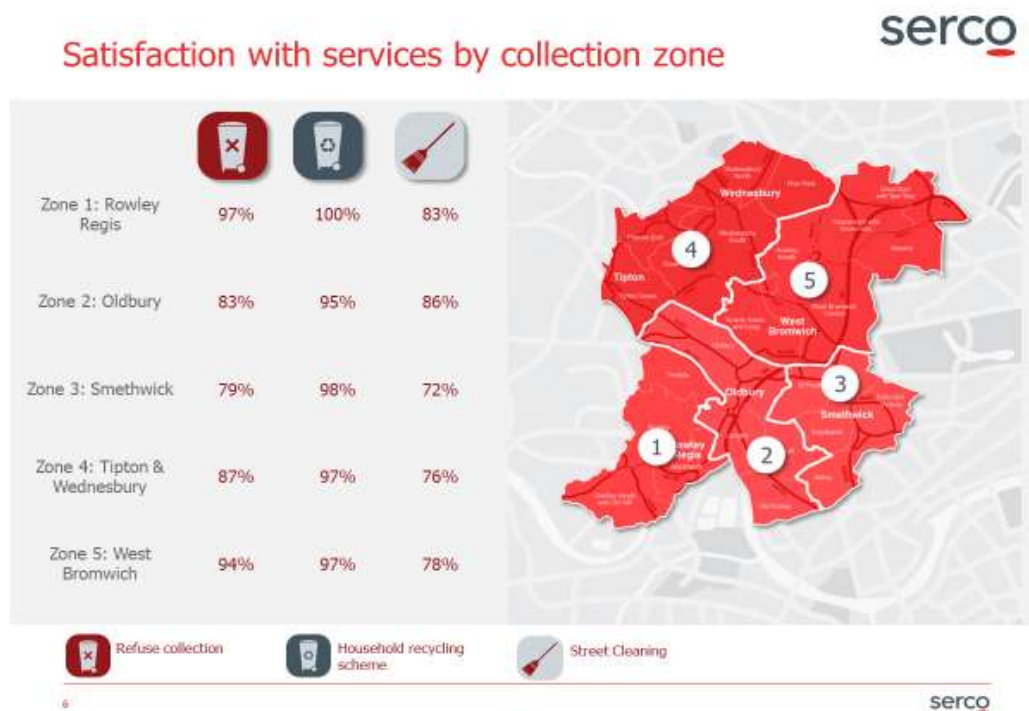 serco
Satisfaction with services by collection zone
Zone 1: Rowley
Regis
97%
100%
83%
Zone 2: Oldbury
83%
95%
86%
Zone 3: Smethwick
79%
98%
72%
Zone 4: Tipton &
Wednesbury
87%
97%
76%
Zone 5: West
Bromwich
94%
97%
78%
Wednesbury
4
Tipton
5
West
Bromwich
3
Oldbury
Smethwick
1
Regis
2
Refuse collection
Household recycling
scheme
Street Cleaning
6
serco